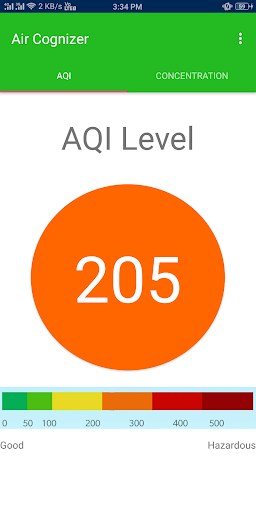 2 KB/s
3:34 PM
59
Air Cognizer
AQI
CONCENTRATION
AQI Level
205
0 50 100 200 300 400 500
Good Hazardous